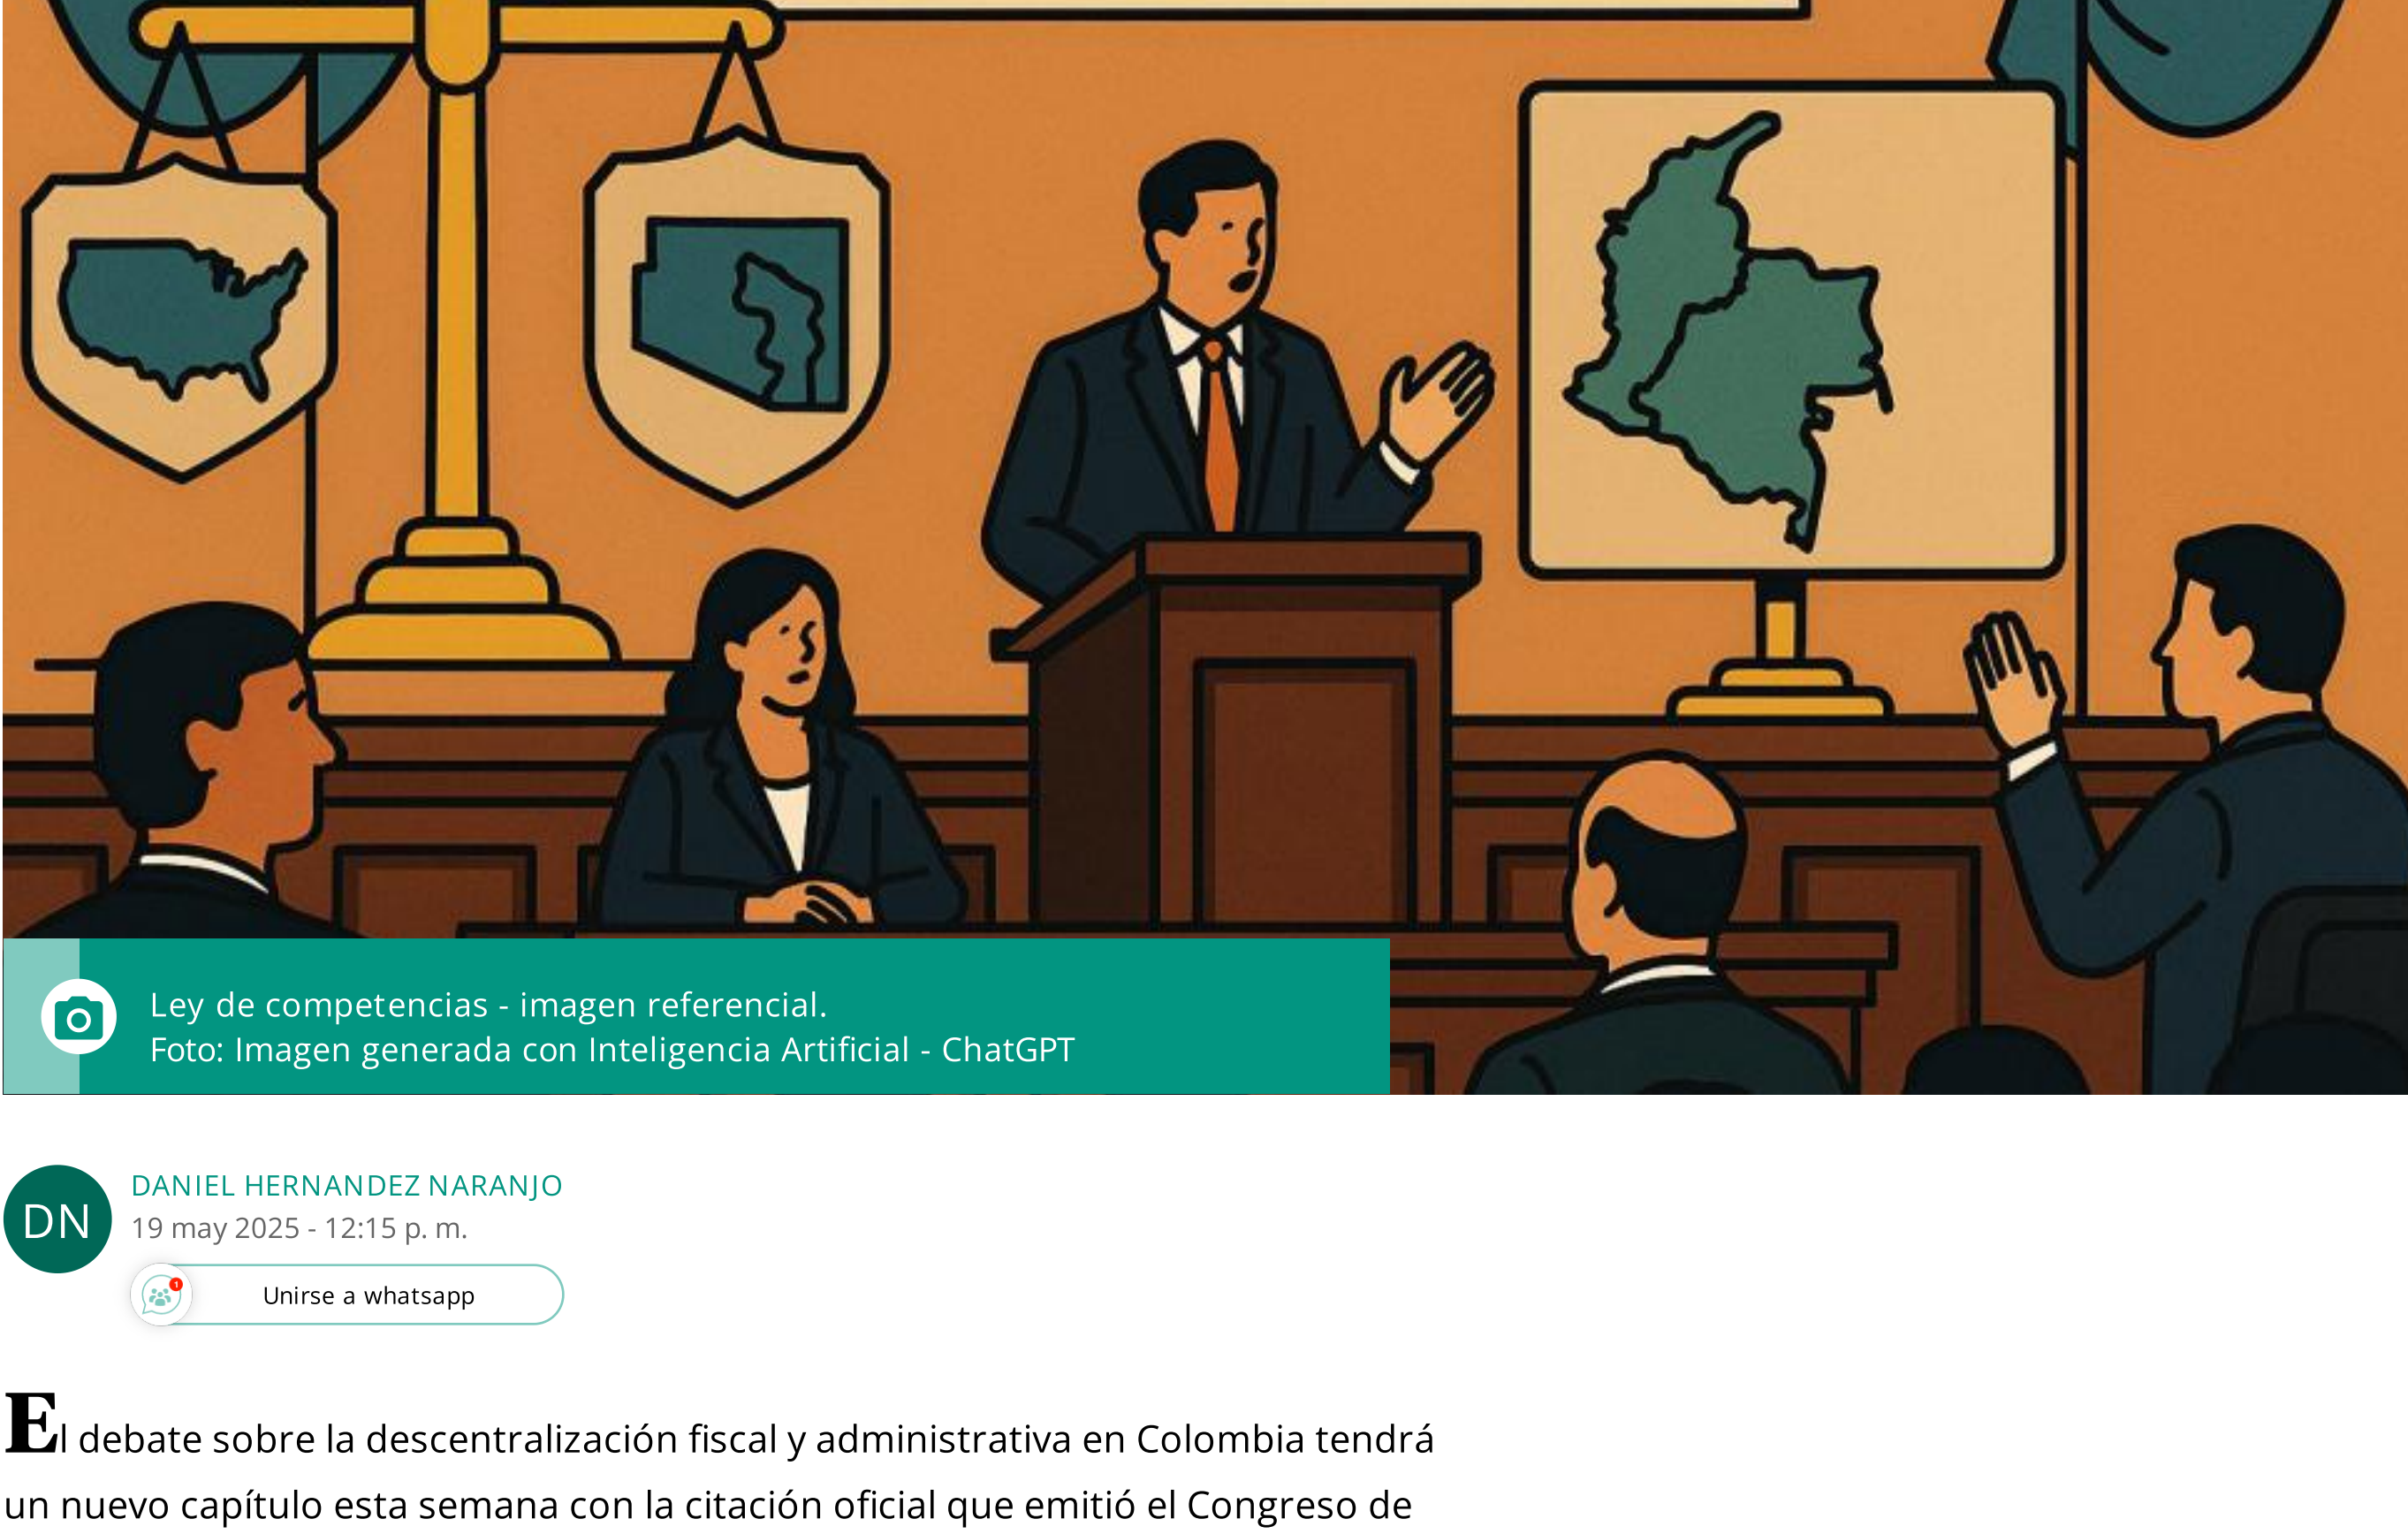 Ley de competencias - imagen referencial.
Foto: Imagen generada con Inteligencia Artificial - ChatGPT
DN
DANIEL HERNANDEZ NARANJO
19 may 2025 - 12:15 p. m.
1
Unirse a whatsapp
El debate sobre la descentralización fiscal y administrativa en Colombia tendrá
un nuevo capítulo esta semana con la citación oficial que emitió el Congreso de